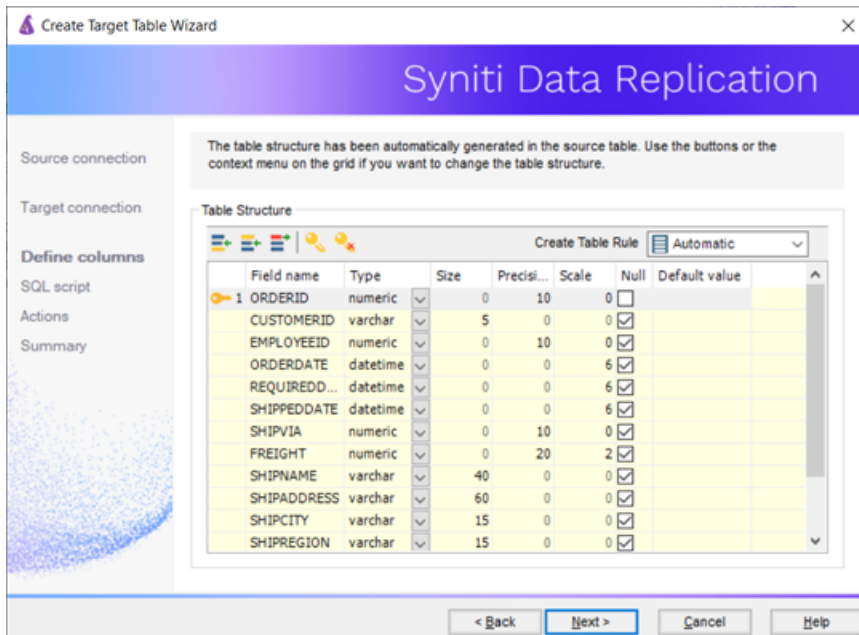 Create Target Table Wizard
Syniti Data Replication
Source connection
Target connection
Define columns
SQL script
Actions
Summary
The table structure has been automatically generated in the source table. Use the buttons or the
context menu on the grid if you want to change the table structure.
Table Structure
Create Table Rule Automatic
Field name Type Size Precisi... Scale Null Default value
1 ORDERID numeric 0 10 0
CUSTOMERID varchar 5 0 0
EMPLOYEEID numeric 0 10 0
ORDERDATE datetime 0 0 6
REQUIREDD... datetime 0 0 6
SHIPPEDDATE datetime 0 0 6
SHIPVIA numeric 0 10 0
FREIGHT numeric 0 20 2
SHIPNAME varchar 40 0 0
SHIPADDRESS varchar 60 0 0
SHIPCITY varchar 15 0 0
SHIPREGION varchar 15 0 0
< Back Next > Cancel Help